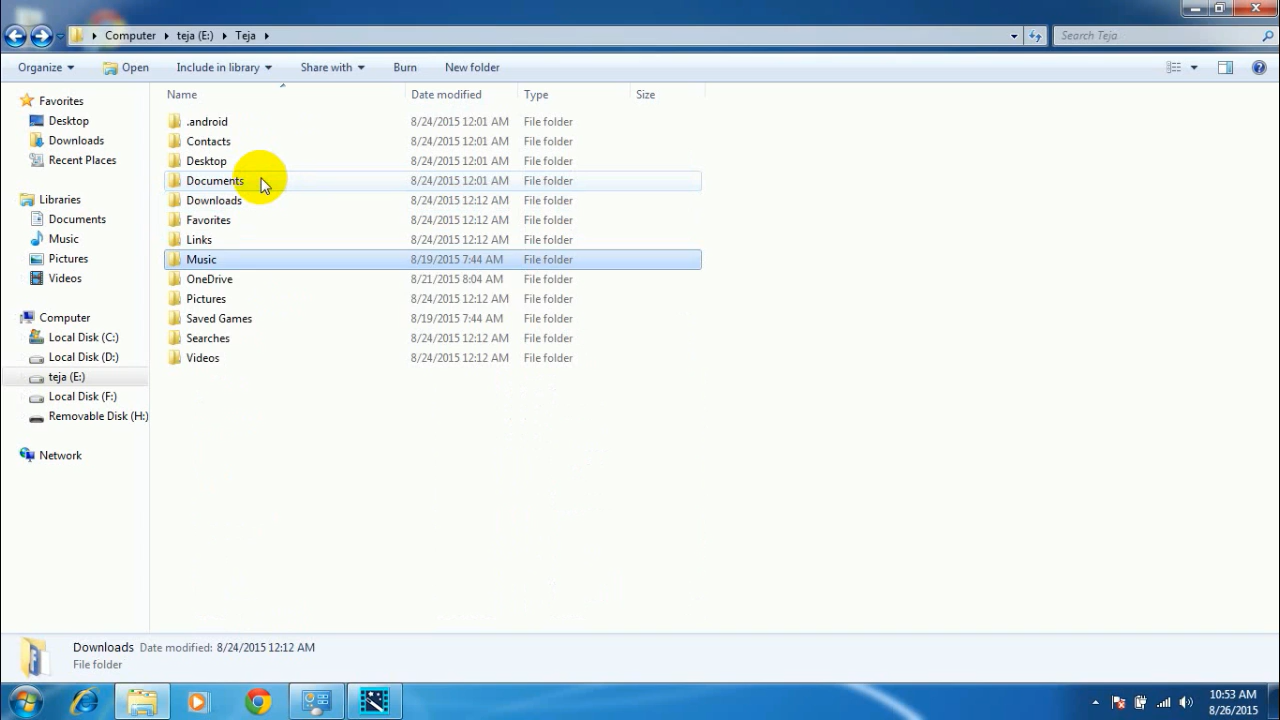 Computer teja (E:) Teja
Search Teja
Organize Open Include in library Share with Burn New folder
Name Date modified Type Size
Favorites
Desktop
Downloads
Recent Places
Libraries
Documents
Music
Pictures
Videos
Computer
Local Disk (C:)
Local Disk (D:)
teja (E:)
Local Disk (F:)
Removable Disk (H:)
Network
.android 8/24/2015 12:01 AM File folder
Contacts 8/24/2015 12:01 AM File folder
Desktop 8/24/2015 12:01 AM File folder
Documents 8/24/2015 12:01 AM File folder
Downloads 8/24/2015 12:12 AM File folder
Favorites 8/24/2015 12:12 AM File folder
Links 8/24/2015 12:12 AM File folder
Music 8/19/2015 7:44 AM File folder
OneDrive 8/21/2015 8:04 AM File folder
Pictures 8/24/2015 12:12 AM File folder
Saved Games 8/19/2015 7:44 AM File folder
Searches 8/24/2015 12:12 AM File folder
Videos 8/24/2015 12:12 AM File folder
Downloads Date modified: 8/24/2015 12:12 AM
File folder
10:53 AM
8/26/2015